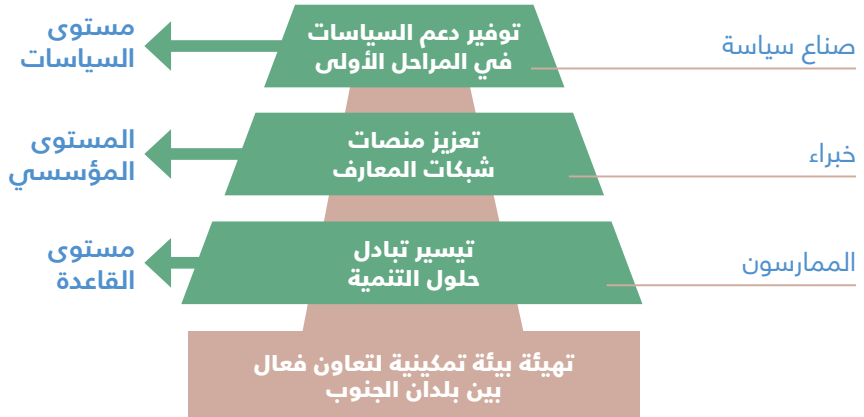 صناع سياسة
توفير دعم السياسات
في المراحل الأولى
مستوى
السياسات
خبراء
تعزيز منصات
شبكات المعارف
المستوى
المؤسسي
الممارسون
تيسير تبادل
حلول التنمية
مستوى
القاعدة
تهيئة بيئة تمكينية لتعاون فعال
بين بلدان الجنوب